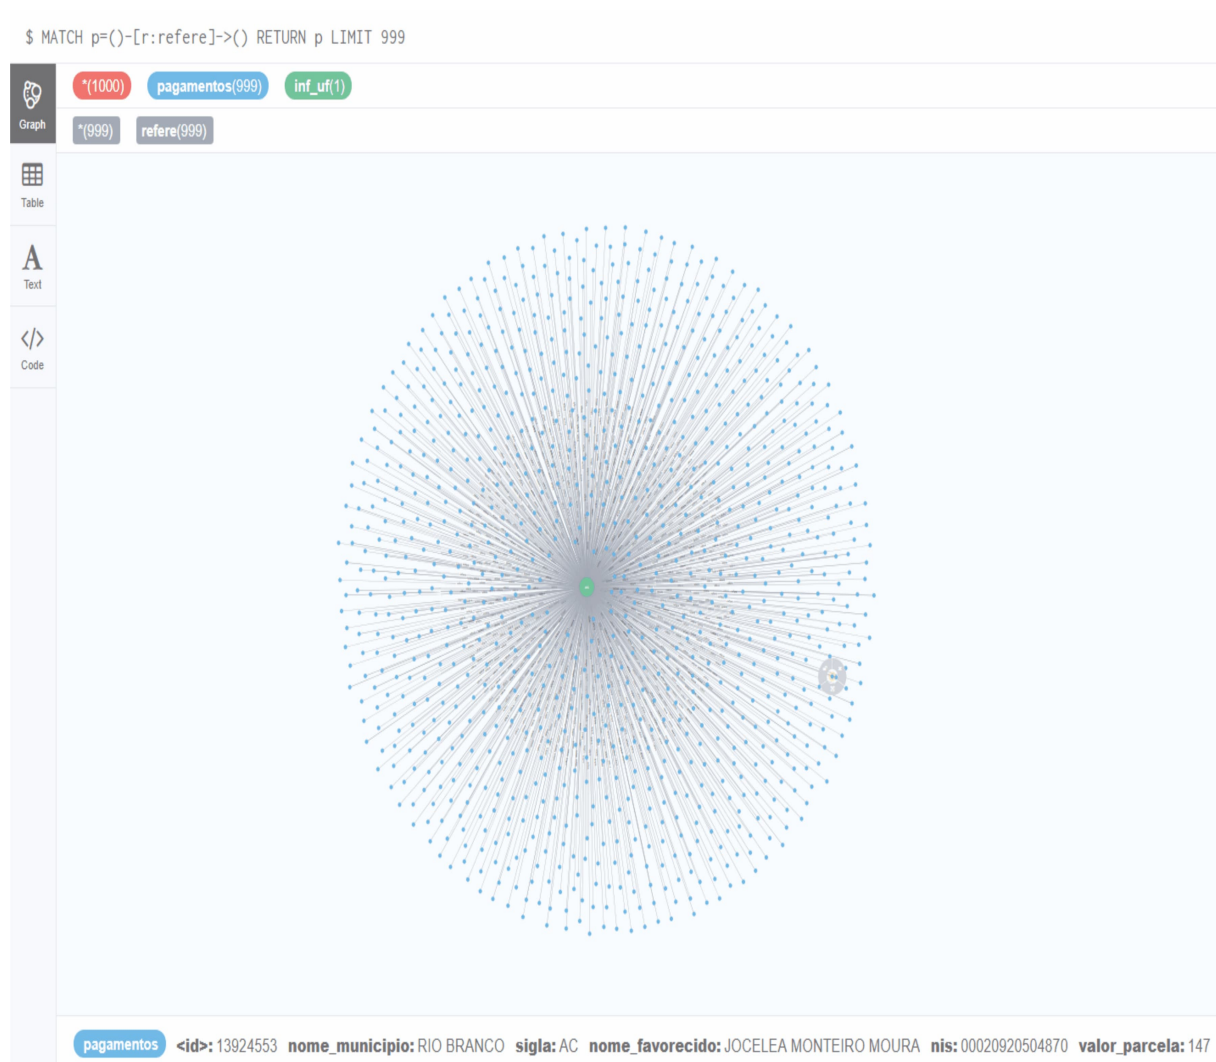 $ MATCH p=()-[r:refere]->() RETURN p LIMIT 999
*(1000) pagamentos(999) inf_uf(1)
Graph
*(999) refere(999)
Table
A
Text
</>
Code
pagamentos <id>: 13924553 nome_municipio: RIO BRANCO sigla: AC nome_favorecido: JOCELEA MONTEIRO MOURA nis: 00020920504870 valor_parcela: 147